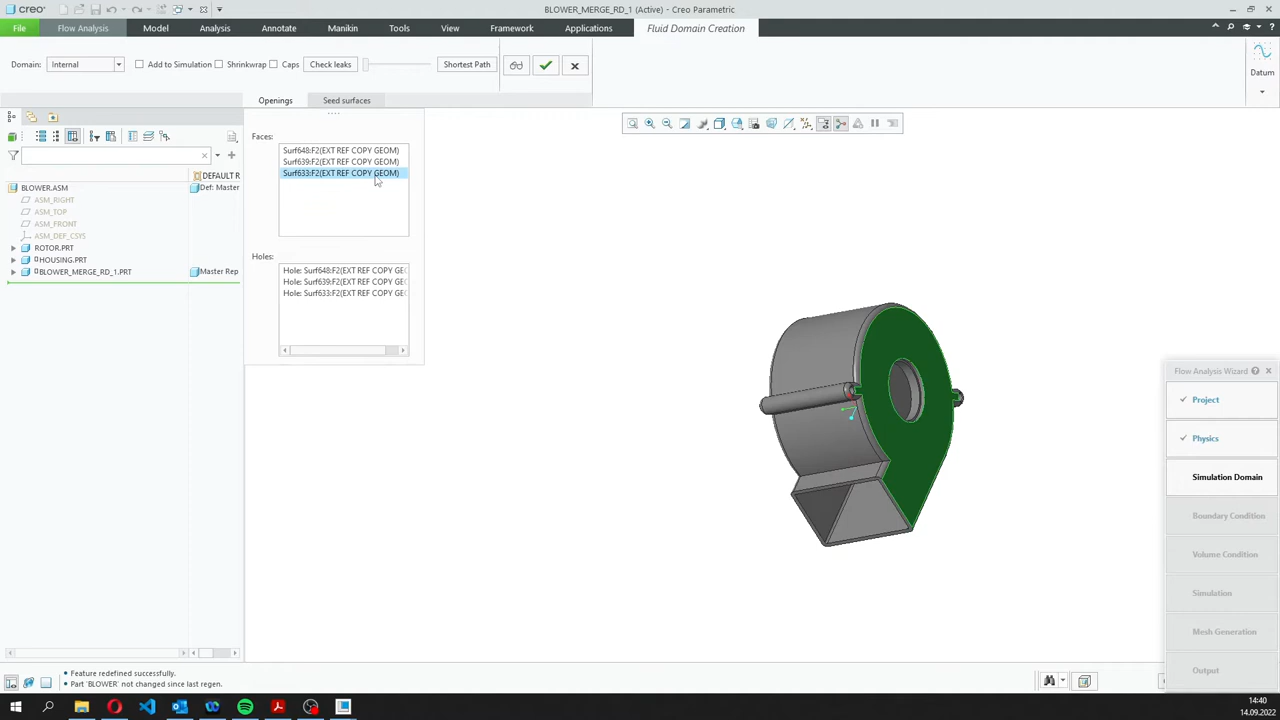 creo
BLOWER_MERGE_RD_1 (Active) - Creo Parametric
File
Flow Analysis
Model
Analysis
Annotate
Manikin
Tools
View
Framework
Applications
Fluid Domain Creation
Domain:
Internal
Add to Simulation
Shrinkwrap
Caps
Check leaks
Shortest Path
Datum
Openings
Seed surfaces
Faces:
Surf648:F2(EXT REF COPY GEOM)
Surf639:F2(EXT REF COPY GEOM)
Surf633:F2(EXT REF COPY GEOM)
Holes:
Hole: Surf648:F2(EXT REF COPY GEO
Hole: Surf639:F2(EXT REF COPY GEO
Hole: Surf633:F2(EXT REF COPY GEO
DEFAULT R
BLOWER.ASM
Def: Master
ASM_RIGHT
ASM_TOP
ASM_FRONT
ASM_DEF_CSYS
ROTOR.PRT
HOUSING.PRT
BLOWER_MERGE_RD_1.PRT
Master Rep
Flow Analysis Wizard
Project
Physics
Simulation Domain
Boundary Condition
Volume Condition
Simulation
Mesh Generation
Output
• Feature redefined successfully.
• Part 'BLOWER' not changed since last regen.
14:40
14.09.2022